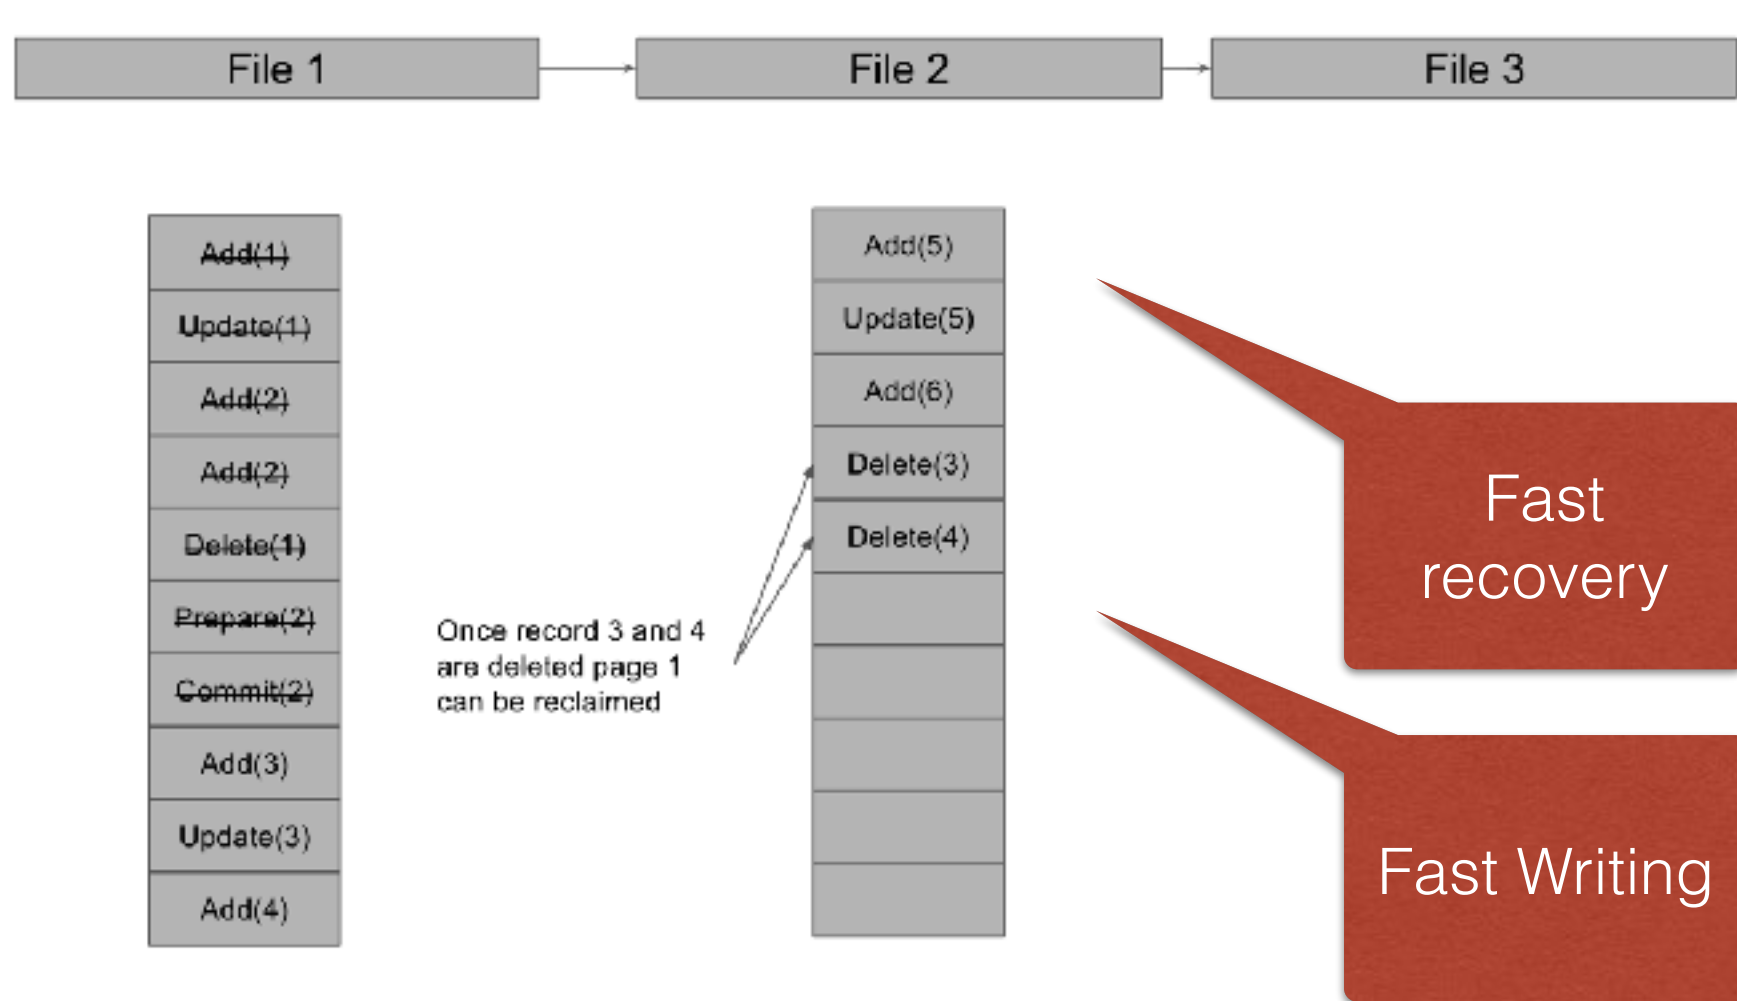 File 1
File 2
File 3
Add(1)
Update(1)
Add(2)
Add(2)
Delete(1)
Prepare(2)
Commit(2)
Add(3)
Update(3)
Add(4)
Once record 3 and 4
are deleted page 1
can be reclaimed
Add(5)
Update(5)
Add(6)
Delete(3)
Delete(4)
Fast
recovery
Fast Writing